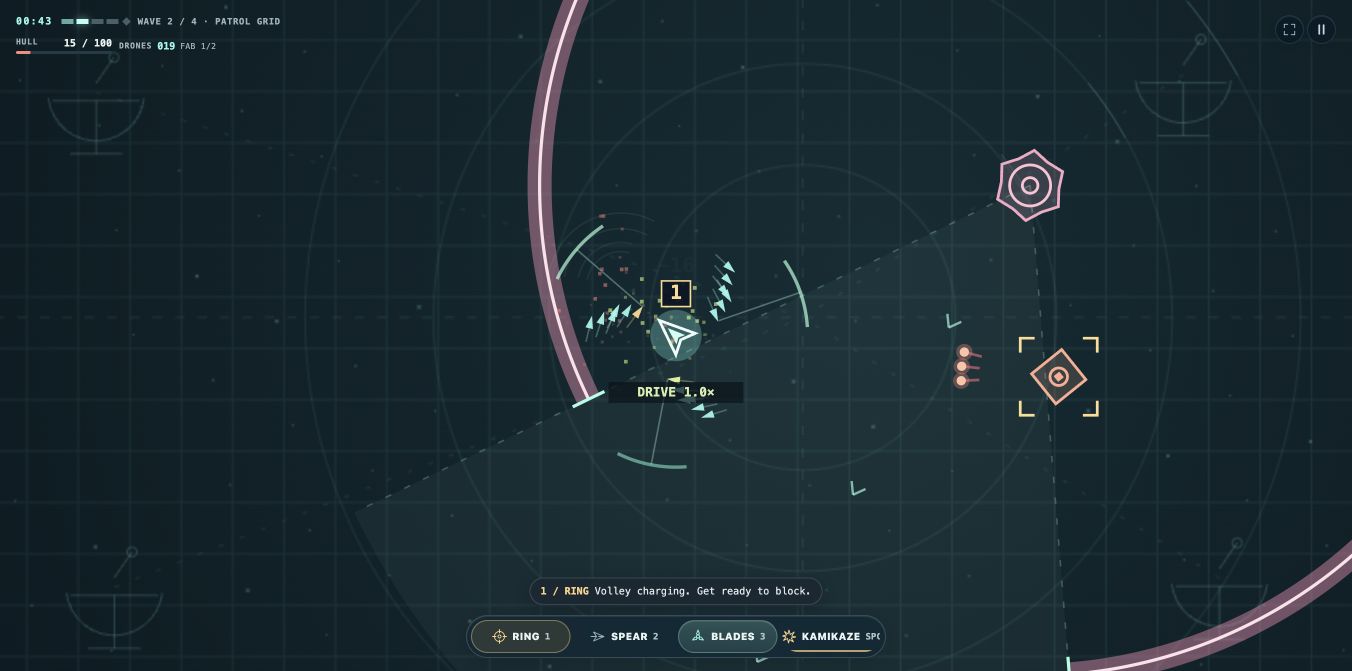 00:43 WAVE 2 / 4 · PATROL GRID
HULL 15 / 100 DRONES 019 FAB 1/2
1
DRIVE 1.0×
1 / RING Volley charging. Get ready to block.
RING 1 SPEAR 2 BLADES 3 KAMIKAZE SPC